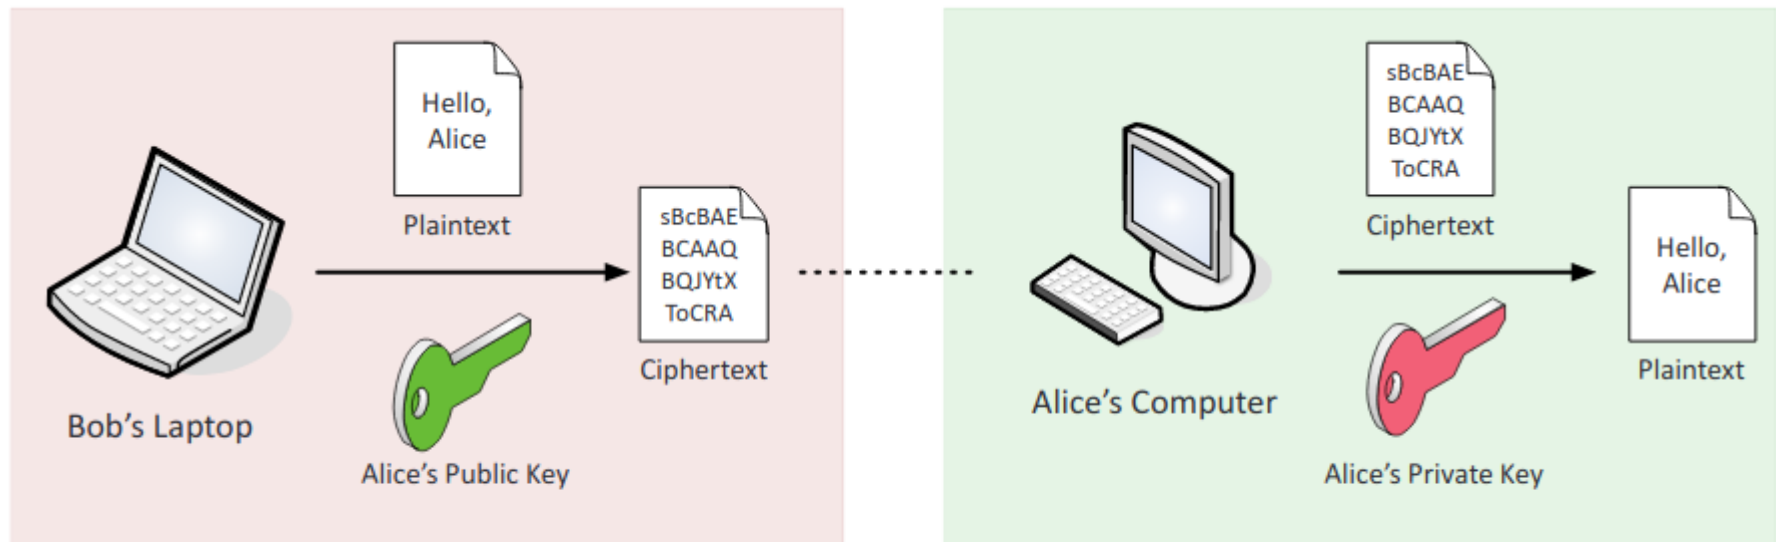 Hello,
Alice
Plaintext
sBcBAE
BCAAQ
BQJYtX
ToCRA
Ciphertext
Bob's Laptop
Alice's Public Key
sBcBAE
BCAAQ
BQJYtX
ToCRA
Ciphertext
Hello,
Alice
Plaintext
Alice's Computer
Alice's Private Key